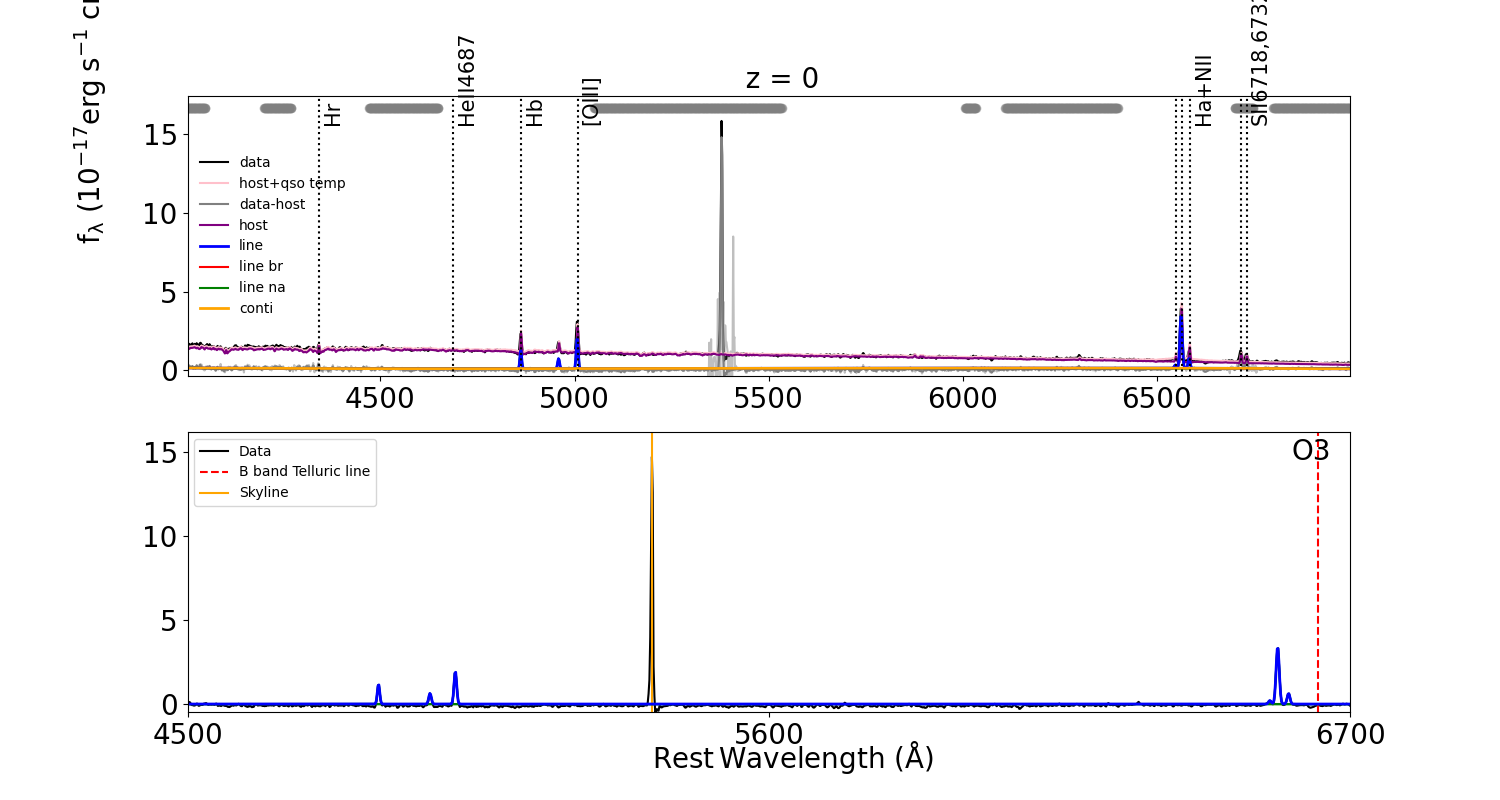 z = 0
f_λ (10^−17 erg s^−1
Hr
HeII4687
Hb
[OIII]
Ha+NII
15
10
5
0
data
host+qso temp
data-host
host
line
line br
line na
conti
4500 5000 5500 6000 6500
15
10
5
0
Data
B band Telluric line
Skyline
O3
4500 5600 6700
Rest Wavelength (Å)